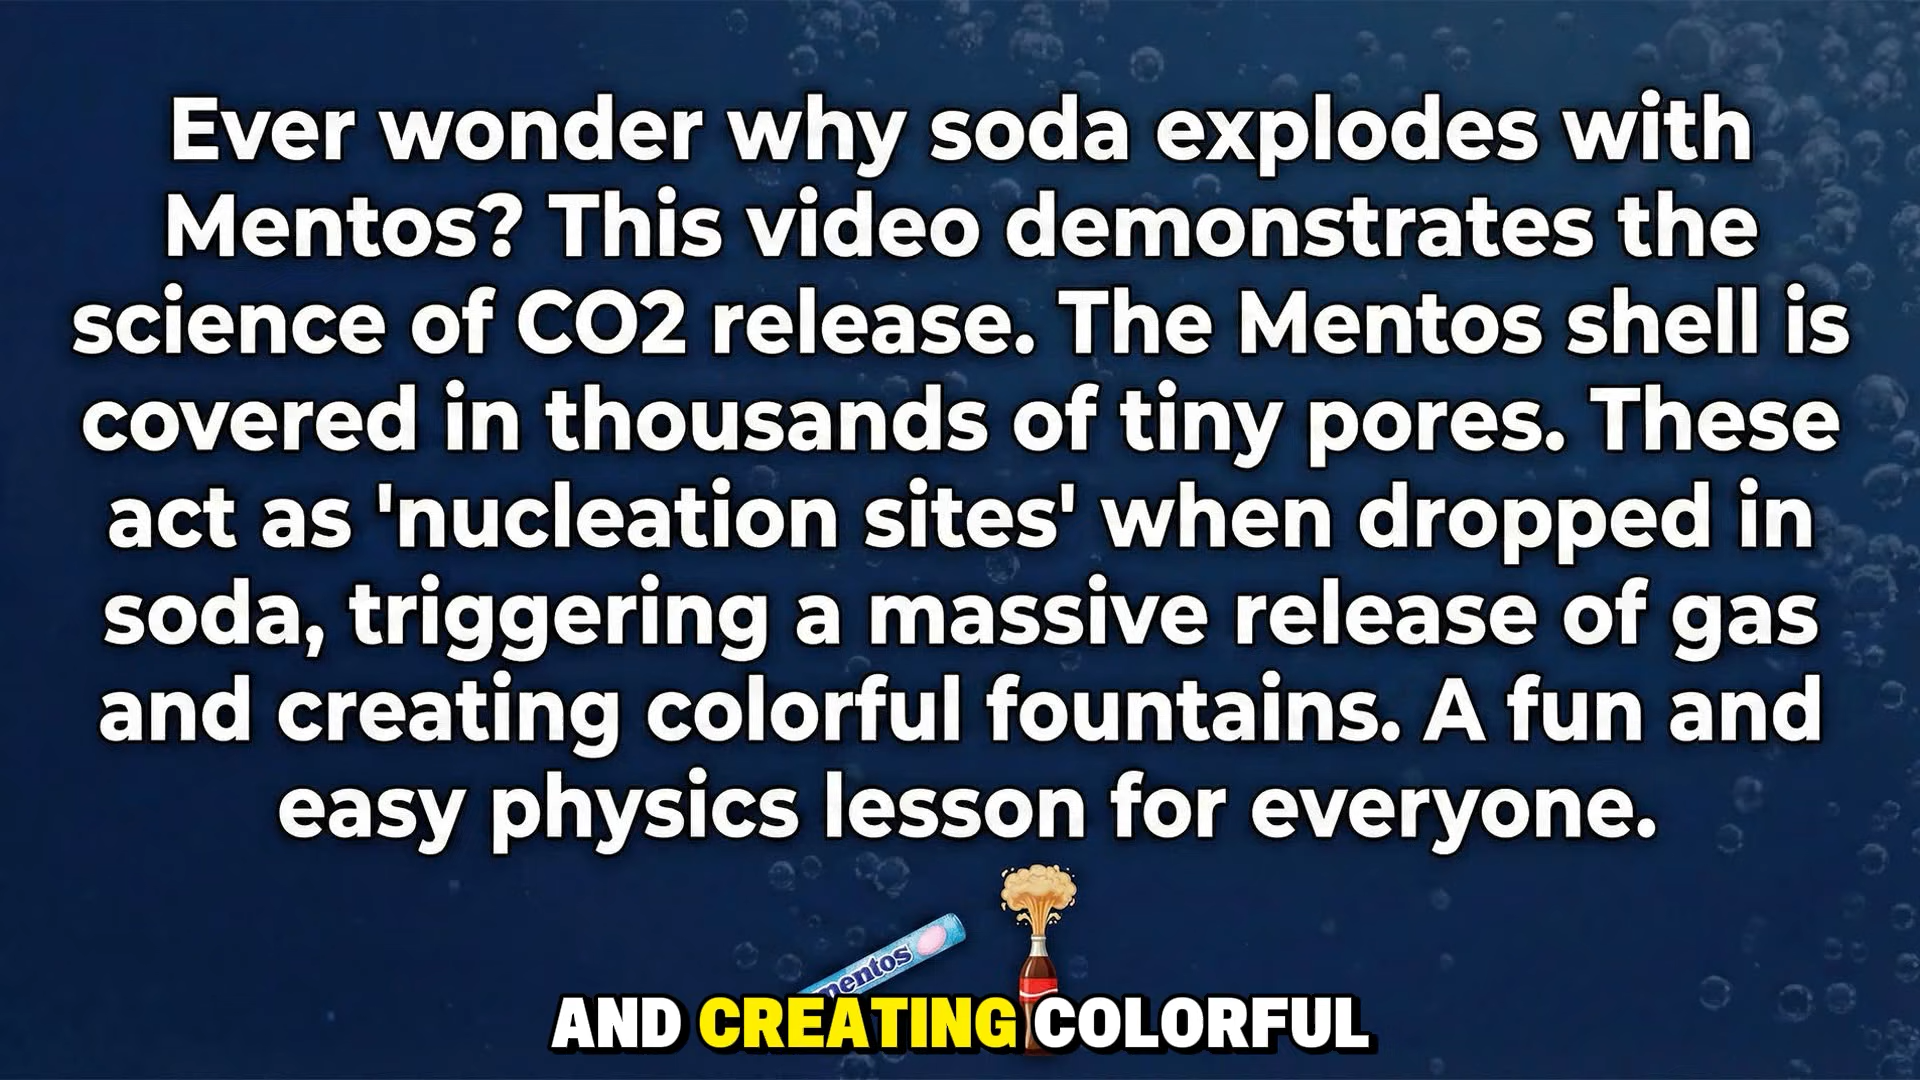 Ever wonder why soda explodes with
Mentos? This video demonstrates the
science of CO2 release. The Mentos shell is
covered in thousands of tiny pores. These
act as 'nucleation sites' when dropped in
soda, triggering a massive release of gas
and creating colorful fountains. A fun and
easy physics lesson for everyone.
mentos
AND CREATING COLORFUL